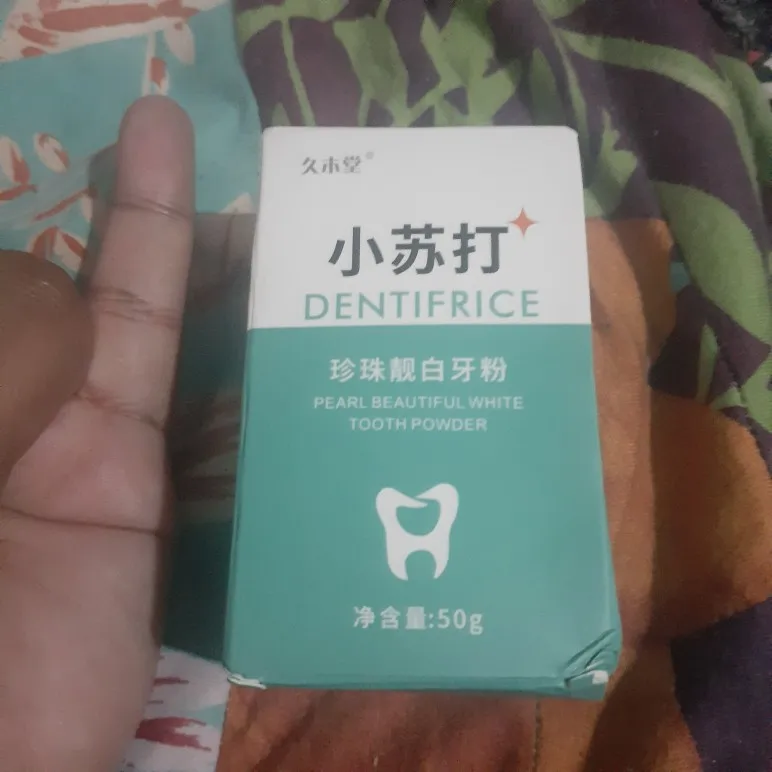 久木堂®
小苏打
DENTIFRICE
珍珠靓白牙粉
PEARL BEAUTIFUL WHITE
TOOTH POWDER
净含量:50g